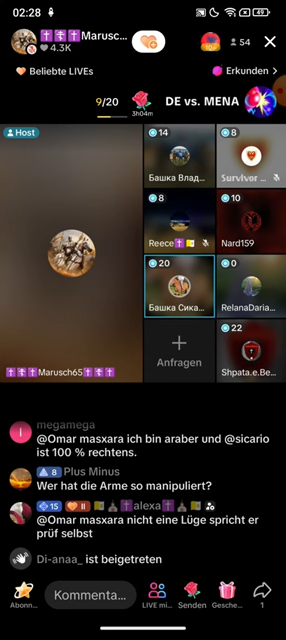 02:28
49
✝️✝️✝️Marusc...
4.3K
10
54
Beliebte LIVEs
Erkunden >
9/20
3h04m
DE vs. MENA
Host
14
Башка Влад...
8
Survivor ...
8
Reece✝️
10
Nard159
20
Башка Сика...
0
RelanaDaria...
Anfragen
22
Shpata.e.Be...
✝️✝️✝️Marusch65✝️✝️✝️
megamega
@Omar masxara ich bin araber und @sicario
ist 100 % rechtens.
8 Plus Minus
Wer hat die Arme so manipuliert?
15 II ✝️alexa✝️
@Omar masxara nicht eine Lüge spricht er
prüf selbst
Di-anaa_ ist beigetreten
Abonn...
Kommenta...
LIVE mi...
Senden
Gesche...
1